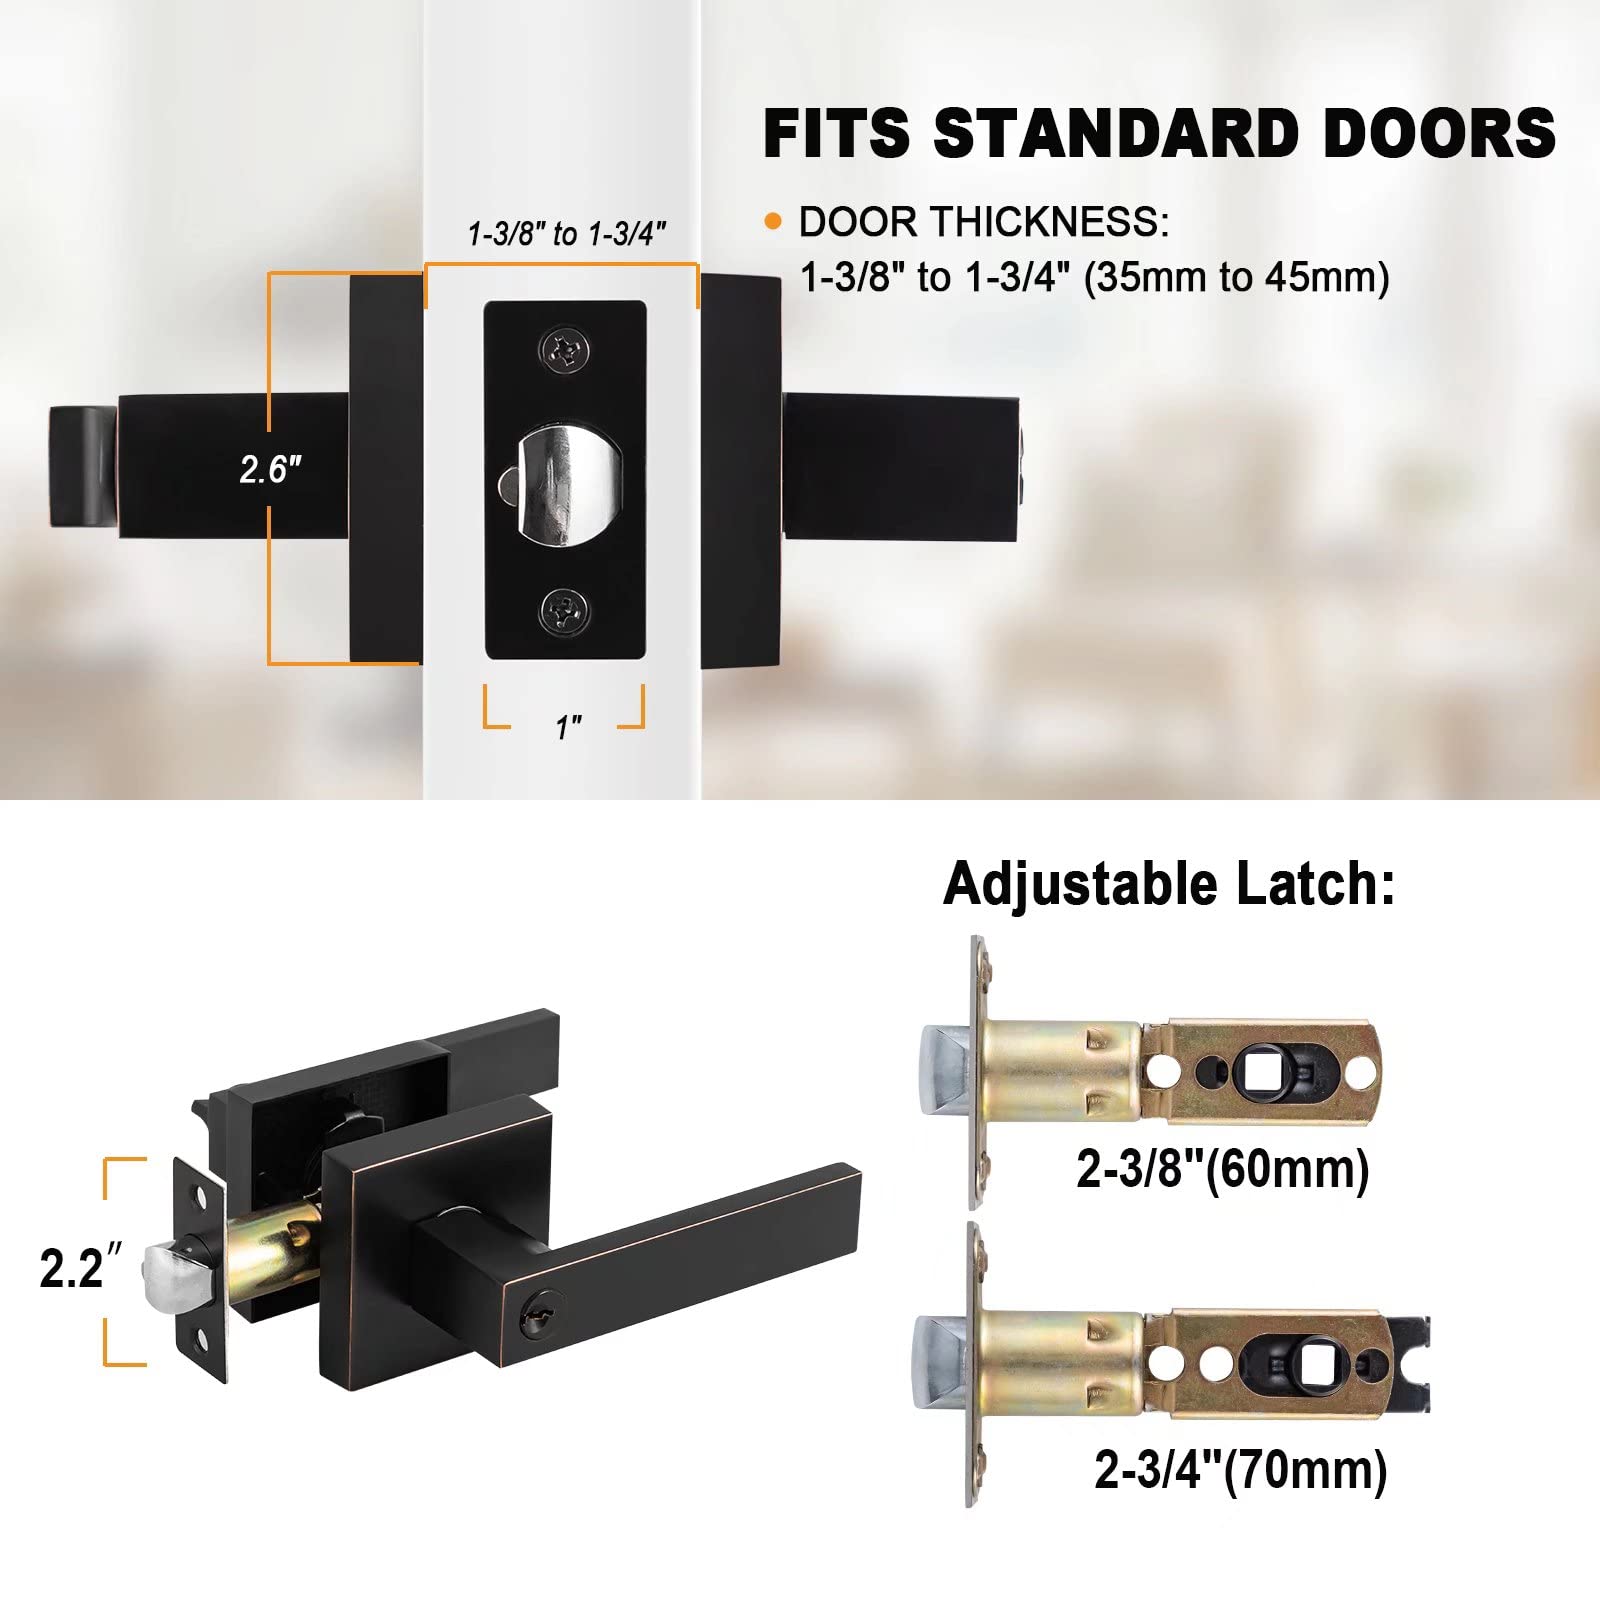 FITS STANDARD DOORS
• DOOR THICKNESS:
1-3/8" to 1-3/4" (35mm to 45mm)
1-3/8" to 1-3/4"
2.6"
1"
Adjustable Latch:
2-3/8"(60mm)
2.2"
2-3/4"(70mm)